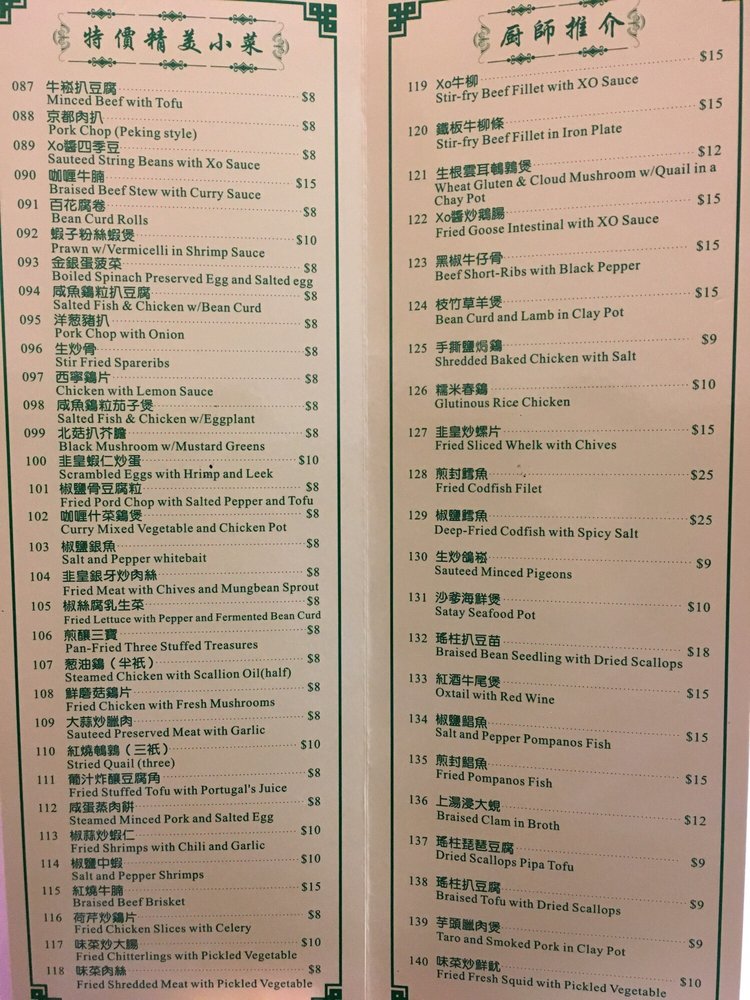 特價精美小菜
087 牛崧扒豆腐
Minced Beef with Tofu $8
088 京都肉扒
Pork Chop (Peking style) $8
089 Xo醬四季豆
Sauteed String Beans with Xo Sauce $8
090 咖喱牛腩
Braised Beef Stew with Curry Sauce $15
091 百花腐卷
Bean Curd Rolls $8
092 蝦子粉絲蝦煲
Prawn w/Vermicelli in Shrimp Sauce $10
093 金銀蛋菠菜
Boiled Spinach Preserved Egg and Salted egg $8
094 咸魚鷄粒扒豆腐
Salted Fish & Chicken w/Bean Curd $8
095 洋葱豬扒
Pork Chop with Onion $8
096 生炒骨
Stir Fried Spareribs $8
097 西寧鷄片
Chicken with Lemon Sauce $8
098 咸魚鷄粒茄子煲
Salted Fish & Chicken w/Eggplant $8
099 北菇扒芥膽
Black Mushroom w/Mustard Greens $8
100 韭皇蝦仁炒蛋 $10
Scrambled Eggs with Hrimp and Leek
101 椒鹽骨豆腐粒 $8
Fried Pord Chop with Salted Pepper and Tofu
102 咖喱什菜鷄煲 $8
Curry Mixed Vegetable and Chicken Pot
103 椒鹽銀魚 $8
Salt and Pepper whitebait
104 韭皇銀牙炒肉絲 $8
Fried Meat with Chives and Mungbean Sprout
105 椒絲腐乳生菜 $8
Fried Lettuce with Pepper and Fermented Bean Curd
106 煎釀三寶 $8
Pan-Fried Three Stuffed Treasures
107 葱油鷄（半衹） $8
Steamed Chicken with Scallion Oil(half)
108 鮮磨菇鷄片 $8
Fried Chicken with Fresh Mushrooms
109 大蒜炒臘肉 $8
Sauteed Preserved Meat with Garlic
110 紅燒鵪鶉（三衹） $10
Stried Quail (three)
111 葡汁炸釀豆腐角 $8
Fried Stuffed Tofu with Portugal's Juice
112 咸蛋蒸肉餅 $8
Steamed Minced Pork and Salted Egg
113 椒蒜炒蝦仁 $10
Fried Shrimps with Chili and Garlic
114 椒鹽中蝦 $10
Salt and Pepper Shrimps
115 紅燒牛腩 $15
Braised Beef Brisket
116 荷芹炒鷄片 $8
Fried Chicken Slices with Celery
117 味菜炒大腸 $10
Fried Chitterlings with Pickled Vegetable
118 味菜肉絲 $8
Fried Shredded Meat with Pickled Vegetable
厨師推介
119 Xo牛柳 $15
Stir-fry Beef Fillet with XO Sauce
120 鐵板牛柳條 $15
Stir-fry Beef Fillet in Iron Plate
121 生根雲耳鵪鶉煲 $12
Wheat Gluten & Cloud Mushroom w/Quail in a
Chay Pot
122 Xo醬炒鵝腸 $15
Fried Goose Intestinal with XO Sauce
123 黑椒牛仔骨 $15
Beef Short-Ribs with Black Pepper
124 枝竹草羊煲 $15
Bean Curd and Lamb in Clay Pot
125 手撕鹽焗鷄 $9
Shredded Baked Chicken with Salt
126 糯米春鷄 $10
Glutinous Rice Chicken
127 韭皇炒螺片 $15
Fried Sliced Whelk with Chives
128 煎封鱈魚 $25
Fried Codfish Filet
129 椒鹽鱈魚 $25
Deep-Fried Codfish with Spicy Salt
130 生炒鴿崧 $9
Sauteed Minced Pigeons
131 沙爹海鮮煲 $10
Satay Seafood Pot
132 瑤柱扒豆苗 $18
Braised Bean Seedling with Dried Scallops
133 紅酒牛尾煲 $15
Oxtail with Red Wine
134 椒鹽鯧魚 $15
Salt and Pepper Pompanos Fish
135 煎封鯧魚 $15
Fried Pompanos Fish
136 上湯浸大蜆 $12
Braised Clam in Broth
137 瑤柱琵琶豆腐 $9
Dried Scallops Pipa Tofu
138 瑤柱扒豆腐 $9
Braised Tofu with Dried Scallops
139 芋頭臘肉煲 $9
Taro and Smoked Pork in Clay Pot
140 味菜炒鮮魷 $10
Fried Fresh Squid with Pickled Vegetable